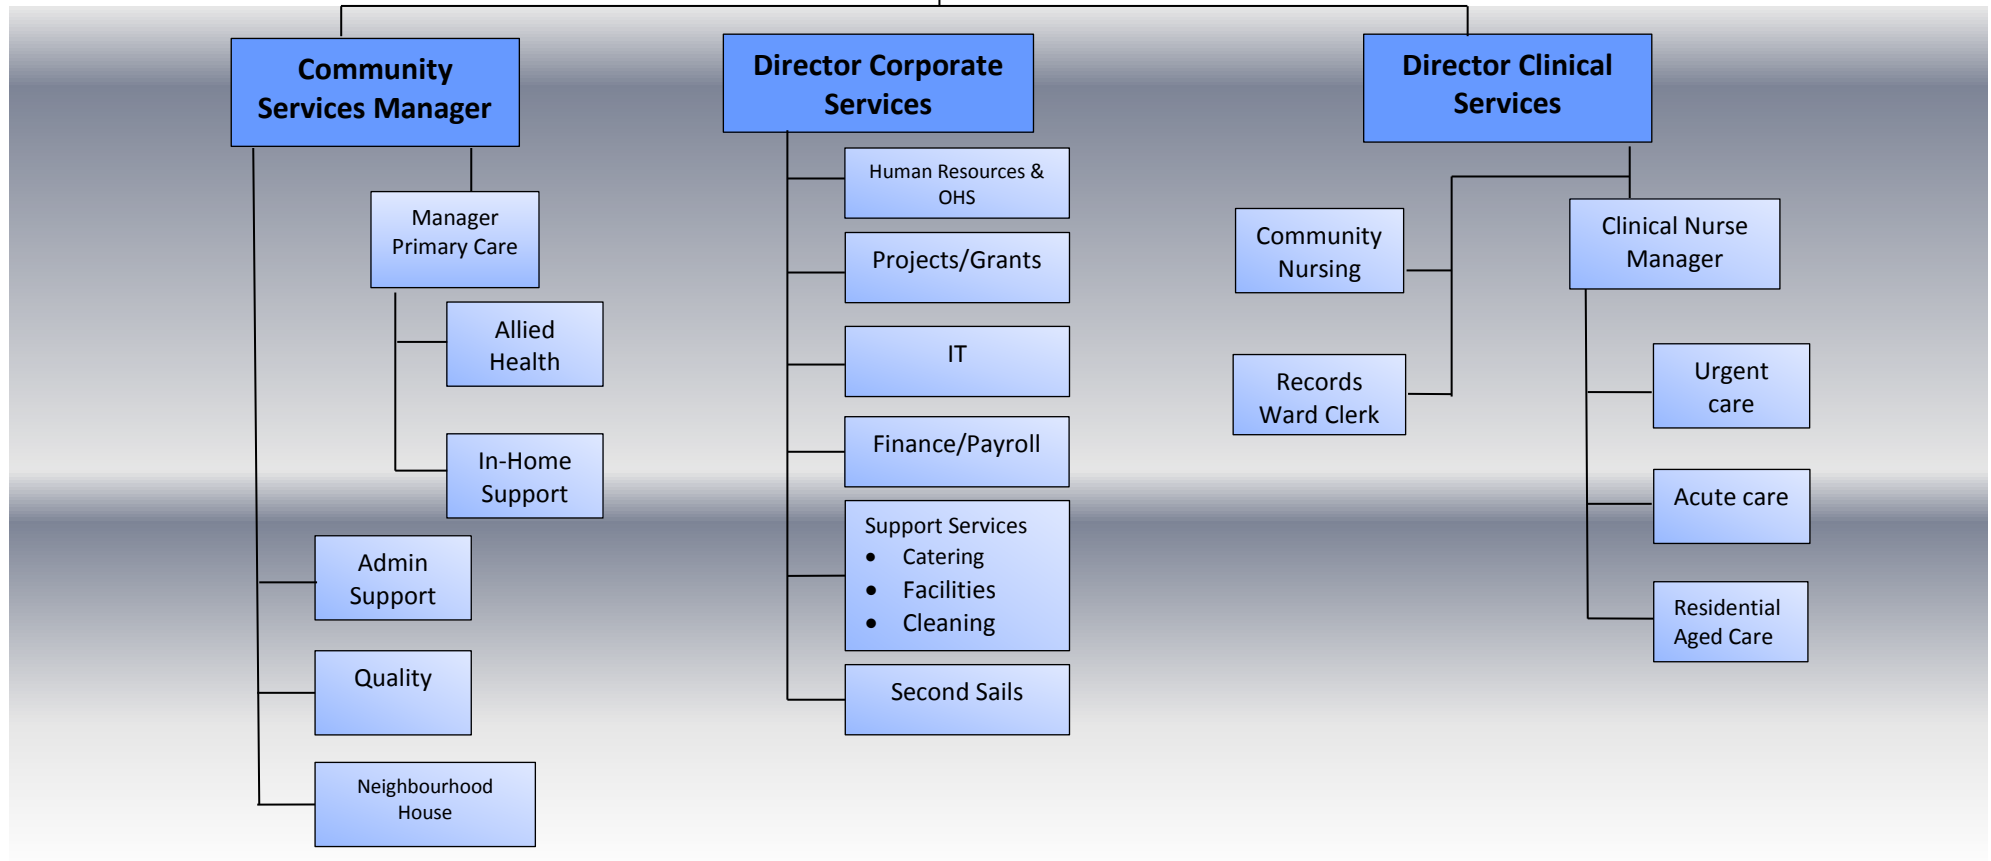 Community
Services Manager
Director Corporate
Services
Director Clinical
Services
Manager
Primary Care
Allied
Health
In-Home
Support
Admin
Support
Quality
Neighbourhood
House
Human Resources &
OHS
Projects/Grants
IT
Finance/Payroll
Support Services
• Catering
• Facilities
• Cleaning
Second Sails
Community
Nursing
Records
Ward Clerk
Clinical Nurse
Manager
Urgent
care
Acute care
Residential
Aged Care